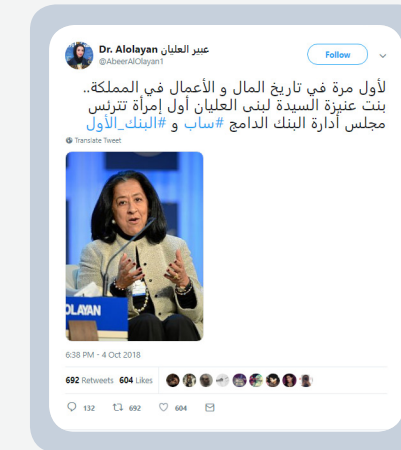 Dr. Alolayan عبير العليان
@AbeerAlOlayan1
Follow
لأول مرة في تاريخ المال و الأعمال في المملكة..
بنت عنيزة السيدة لبنى العليان أول إمرأة تترئس
مجلس أدارة البنك الدامج #ساب و #البنك_الأول
Translate Tweet
OLAYAN
6:38 PM - 4 Oct 2018
692 Retweets 604 Likes
132 692 604